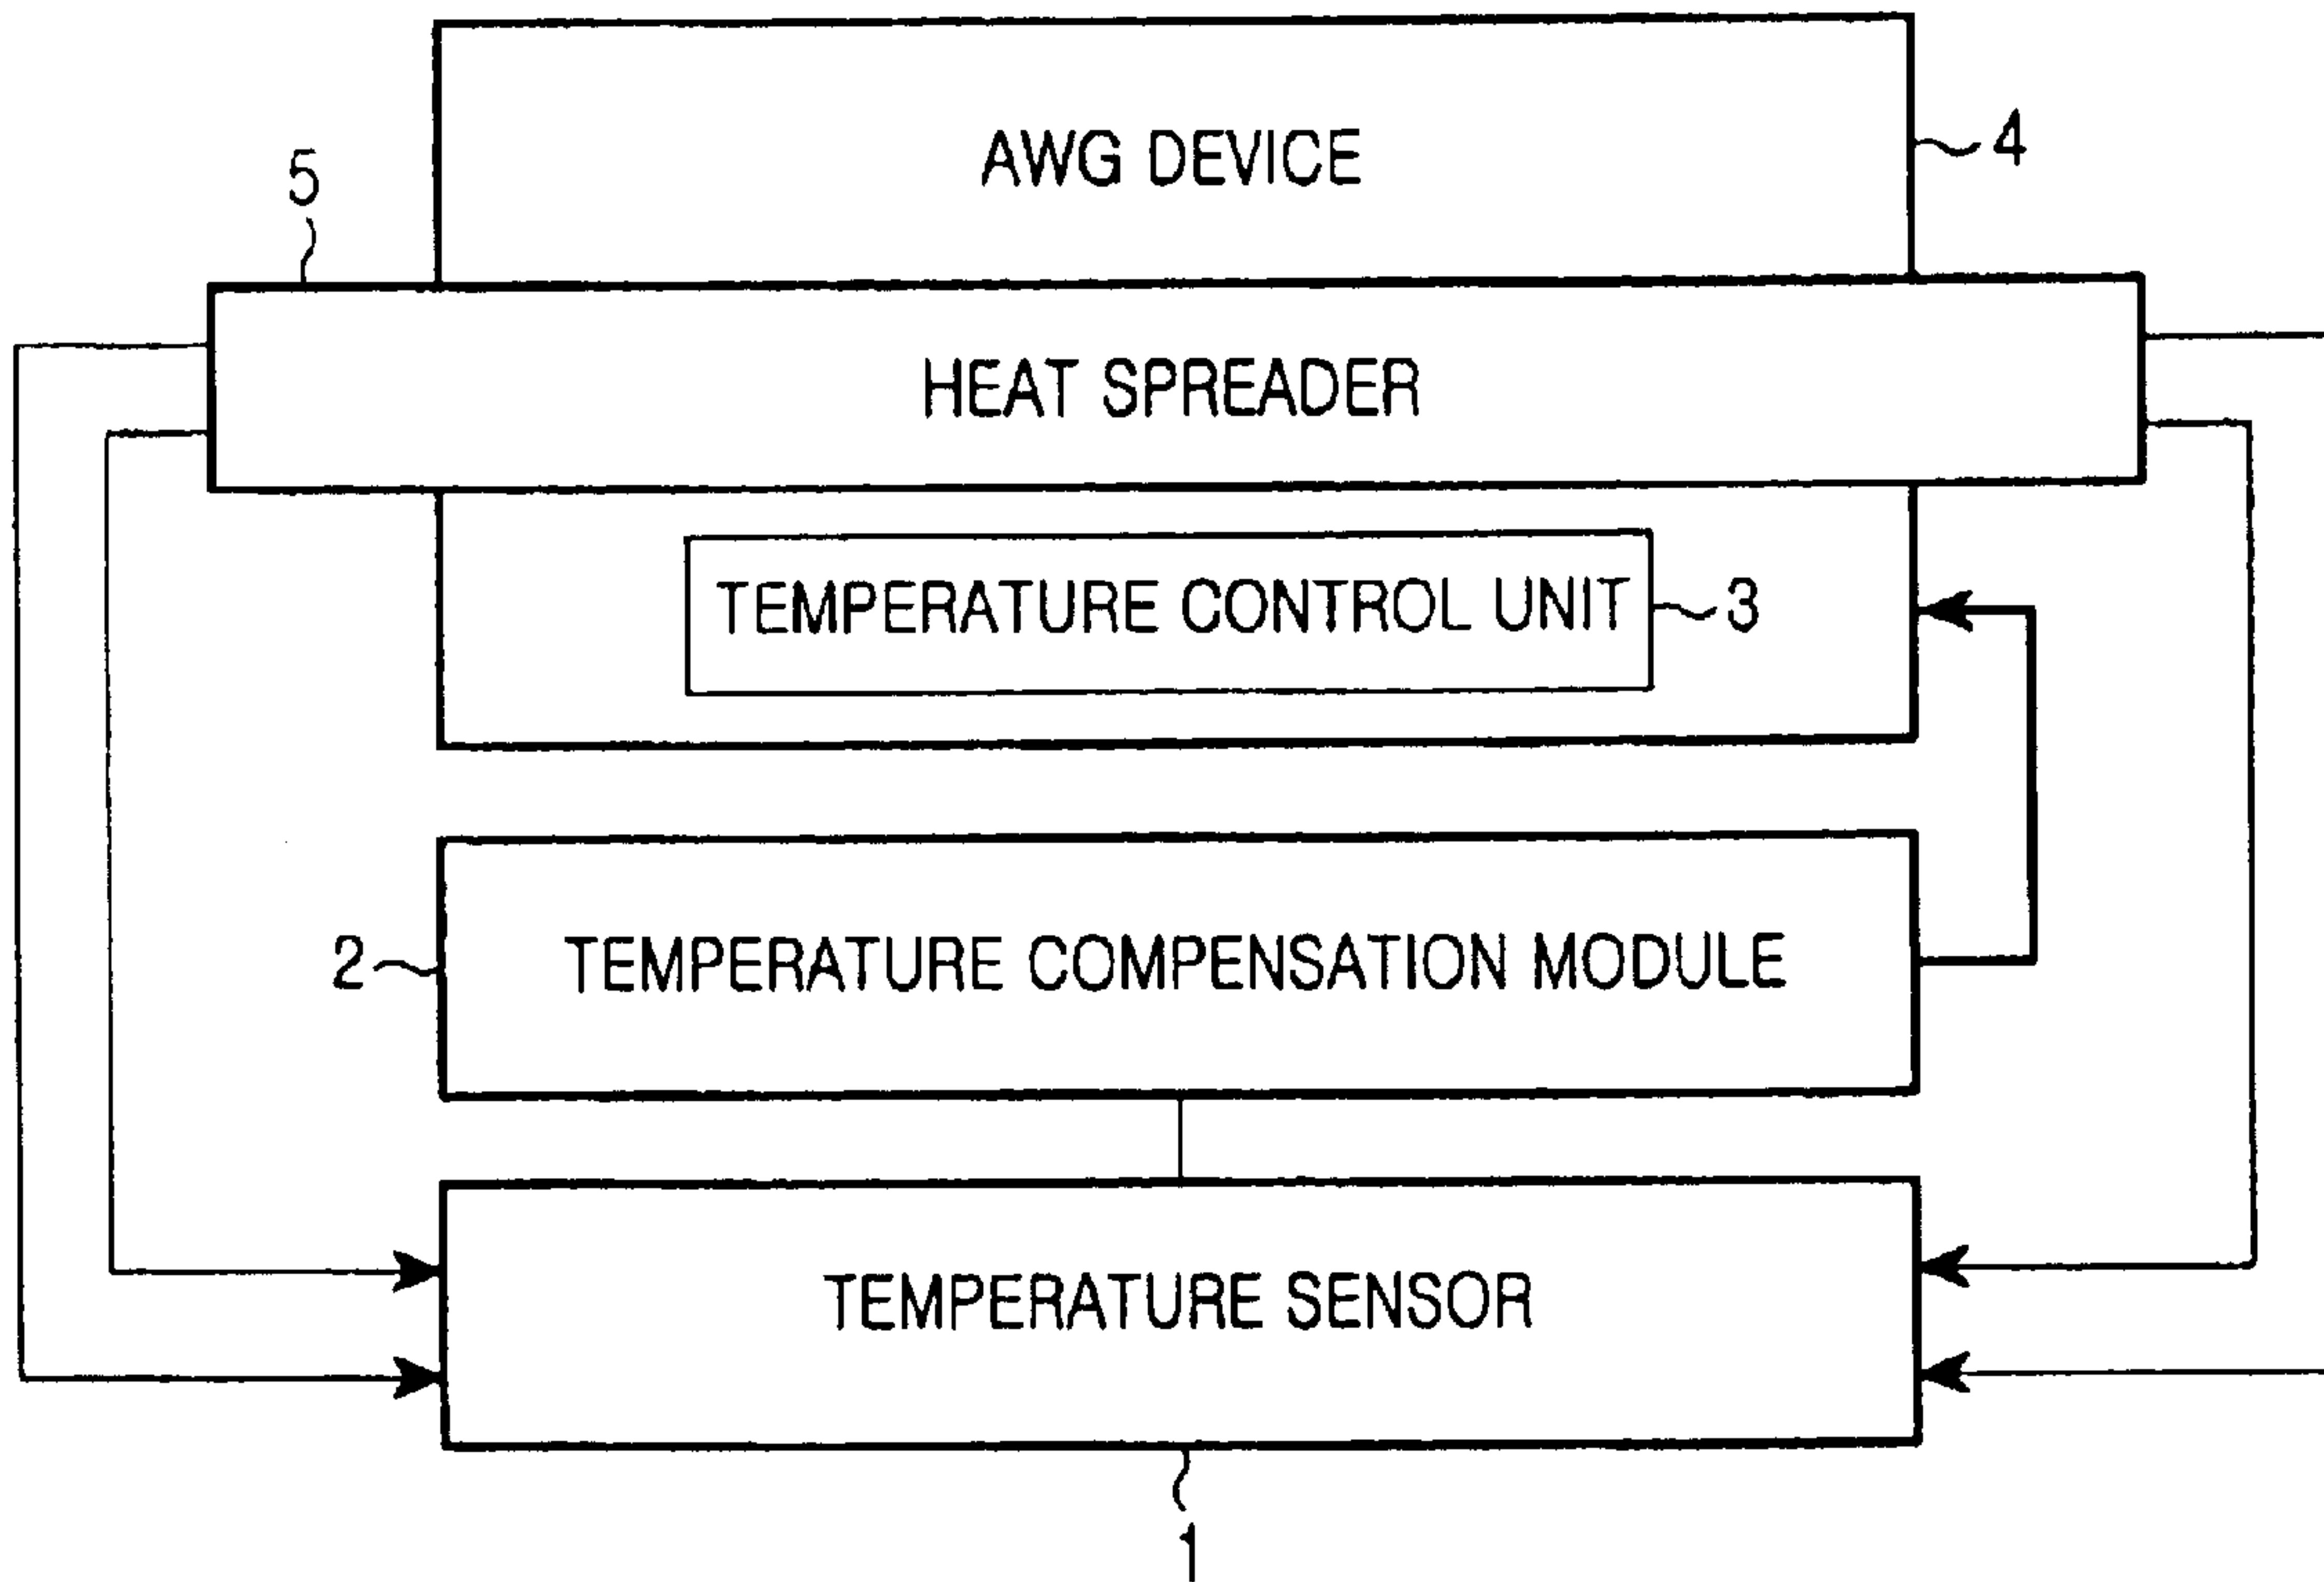 AWG DEVICE
4
5
HEAT SPREADER
TEMPERATURE CONTROL UNIT
3
2
TEMPERATURE COMPENSATION MODULE
TEMPERATURE SENSOR
1